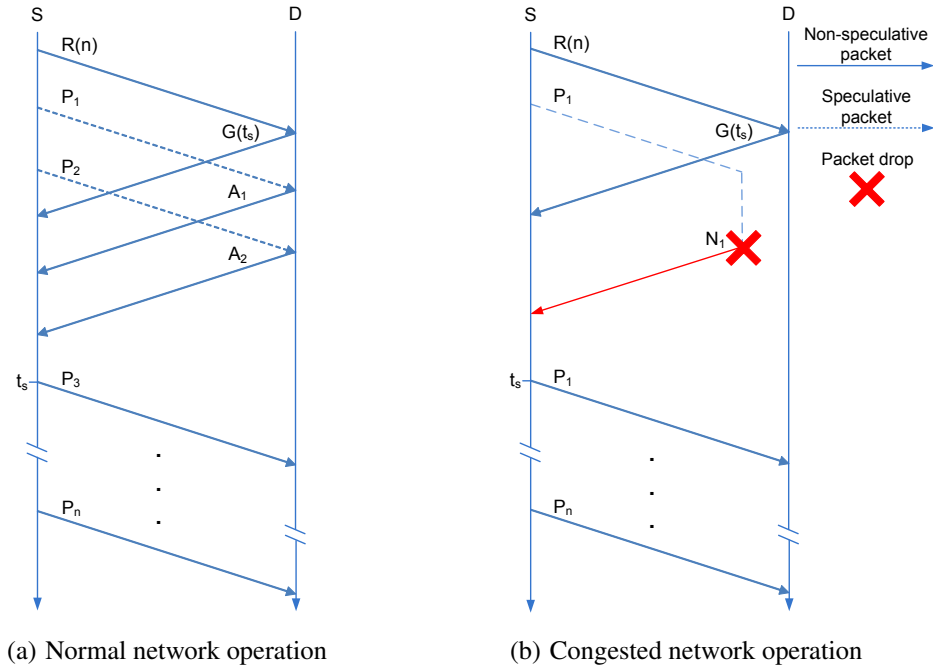 S
D
R(n)
P1
G(ts)
P2
A1
A2
ts
P3
Pn
(a) Normal network operation
S
D
R(n)
P1
G(ts)
N1
ts
P1
Pn
(b) Congested network operation
Non-speculative
packet
Speculative
packet
Packet drop